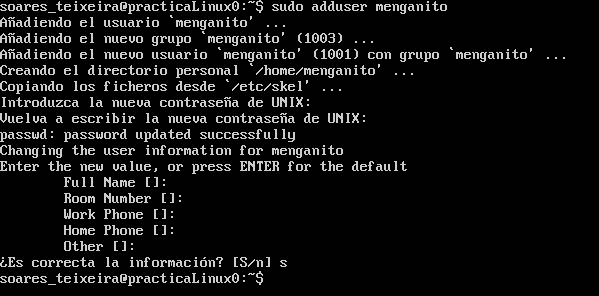 soares_teixeira@practicaLinux0:~$ sudo adduser menganito
Añadiendo el usuario `menganito' ...
Añadiendo el nuevo grupo `menganito' (1003) ...
Añadiendo el nuevo usuario `menganito' (1001) con grupo `menganito' ...
Creando el directorio personal `/home/menganito' ...
Copiando los ficheros desde `/etc/skel' ...
Introduzca la nueva contraseña de UNIX:
Vuelva a escribir la nueva contraseña de UNIX:
passwd: password updated successfully
Changing the user information for menganito
Enter the new value, or press ENTER for the default
Full Name []:
Room Number []:
Work Phone []:
Home Phone []:
Other []:
¿Es correcta la información? [S/n] s
soares_teixeira@practicaLinux0:~$